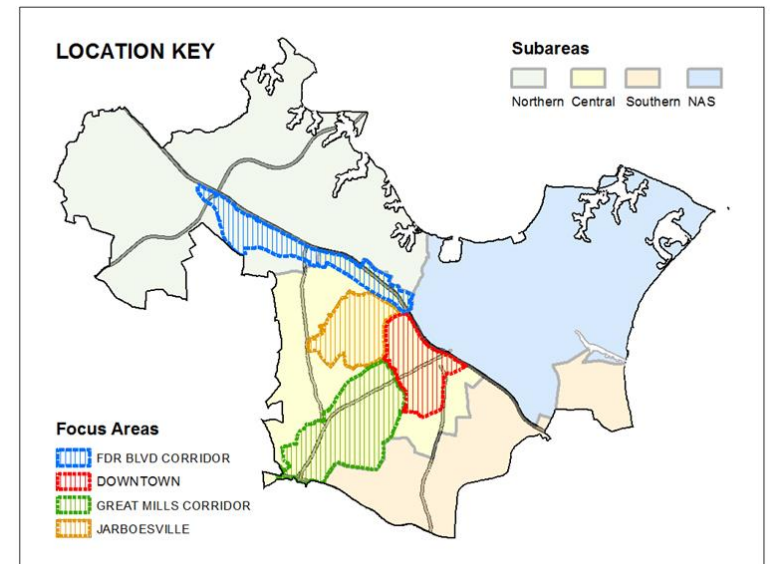 LOCATION KEY
Subareas
Northern Central Southern NAS
Focus Areas
FDR BLVD CORRIDOR
DOWNTOWN
GREAT MILLS CORRIDOR
JARBOESVILLE